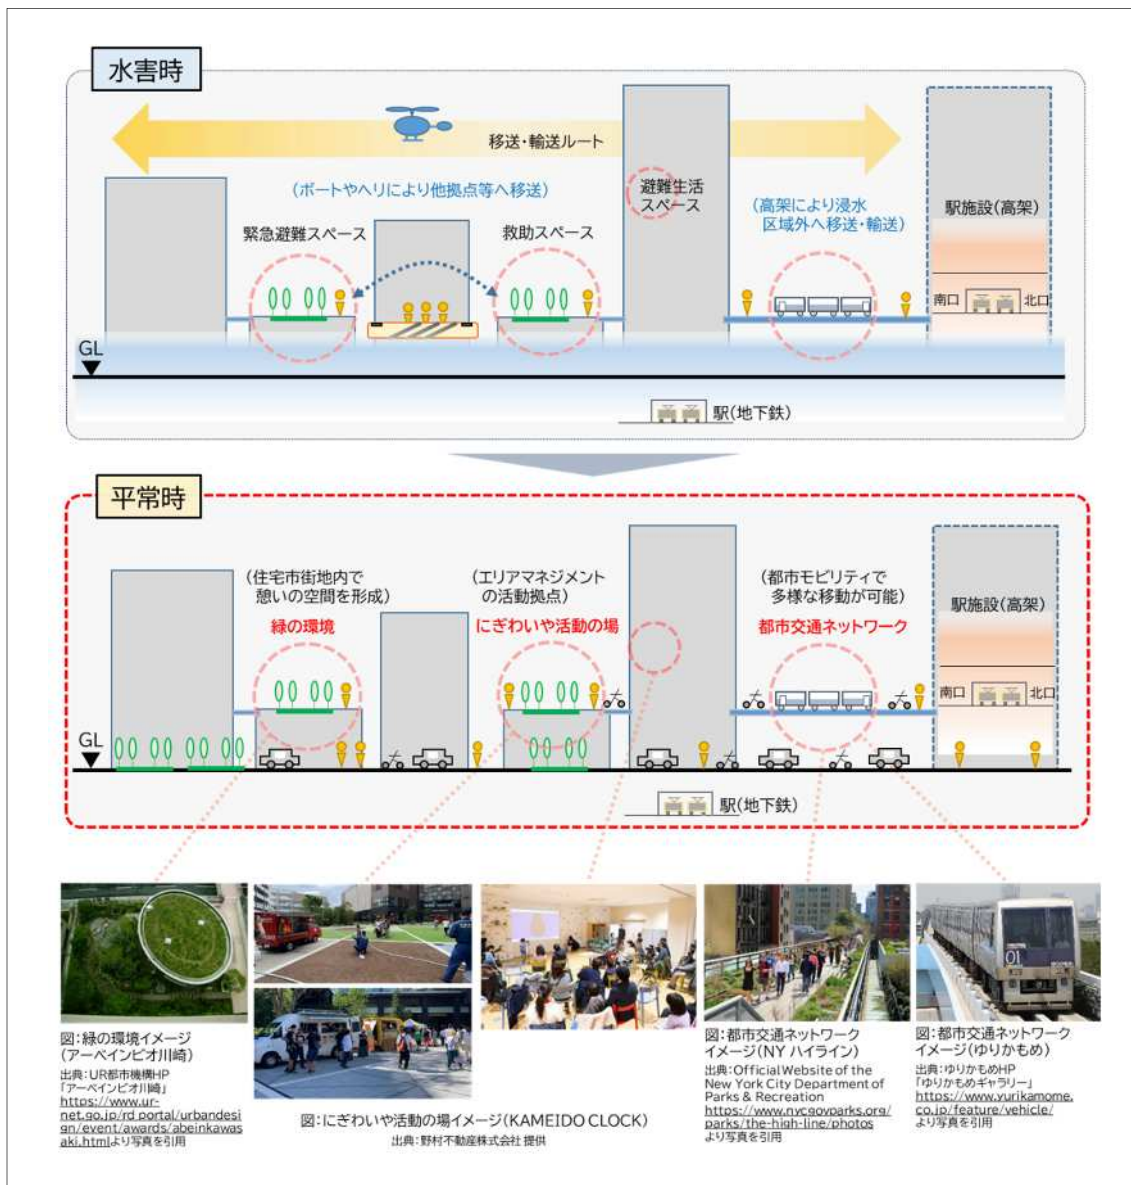 水害時
移送・輸送ルート
(ボートやヘリにより他拠点等へ移送)
緊急避難スペース
救助スペース
避難生活
スペース
(高架により浸水
区域外へ移送・輸送)
駅施設(高架)
南口
北口
GL
駅(地下鉄)
平常時
(住宅市街地内で
憩いの空間を形成)
緑の環境
(エリアマネジメント
の活動拠点)
にぎわいや活動の場
(都市モビリティで
多様な移動が可能)
都市交通ネットワーク
駅施設(高架)
南口
北口
GL
駅(地下鉄)
01
図:緑の環境イメージ
(アーベインビオ川崎)
出典:UR都市機構HP
「アーベインビオ川崎」
https://www.ur-
net.go.jp/rd_portal/urbandesi
gn/event/awards/abeinkawas
aki.htmlより写真を引用
図:にぎわいや活動の場イメージ(KAMEIDO CLOCK)
出典:野村不動産株式会社 提供
図:都市交通ネットワーク
イメージ(NY ハイライン)
出典:Official Website of the
New York City Department of
Parks & Recreation
https://www.nycgovparks.org/
parks/the-high-line/photos
より写真を引用
図:都市交通ネットワーク
イメージ(ゆりかもめ)
出典:ゆりかもめHP
「ゆりかもめギャラリー」
https://www.yurikamome.
co.jp/feature/vehicle/
より写真を引用